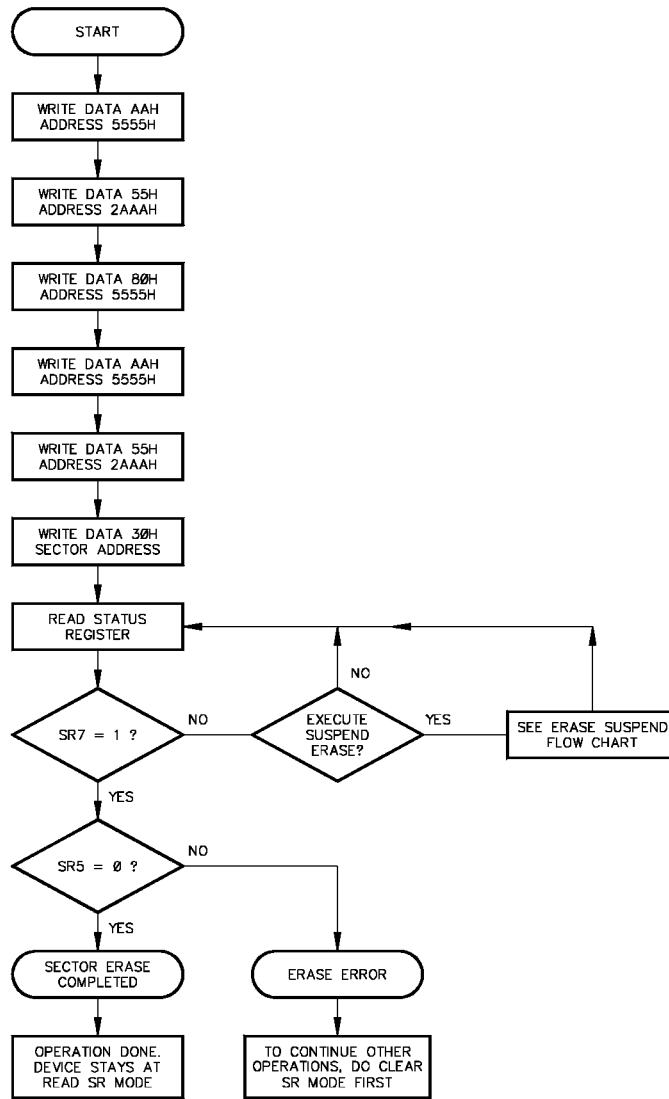 START
WRITE DATA AAH
ADDRESS 5555H
WRITE DATA 55H
ADDRESS 2AAAH
WRITE DATA 80H
ADDRESS 5555H
WRITE DATA AAH
ADDRESS 5555H
WRITE DATA 55H
ADDRESS 2AAAH
WRITE DATA 30H
SECTOR ADDRESS
READ STATUS
REGISTER
NO
SR7 = 1 ?
NO
EXECUTE
SUSPEND
ERASE?
YES
SEE ERASE SUSPEND
FLOW CHART
YES
SR5 = 0 ?
NO
YES
SECTOR ERASE
COMPLETED
ERASE ERROR
OPERATION DONE.
DEVICE STAYS AT
READ SR MODE
TO CONTINUE OTHER
OPERATIONS, DO CLEAR
SR MODE FIRST